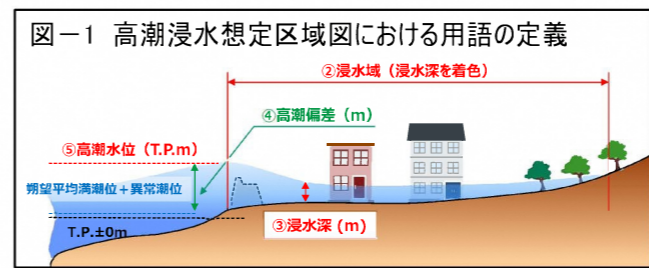 図－1 高潮浸水想定区域図における用語の定義
②浸水域（浸水深を着色）
④高潮偏差（m）
⑤高潮水位（T.P.m）
朔望平均満潮位＋異常潮位
③浸水深（m）
T.P.±0m